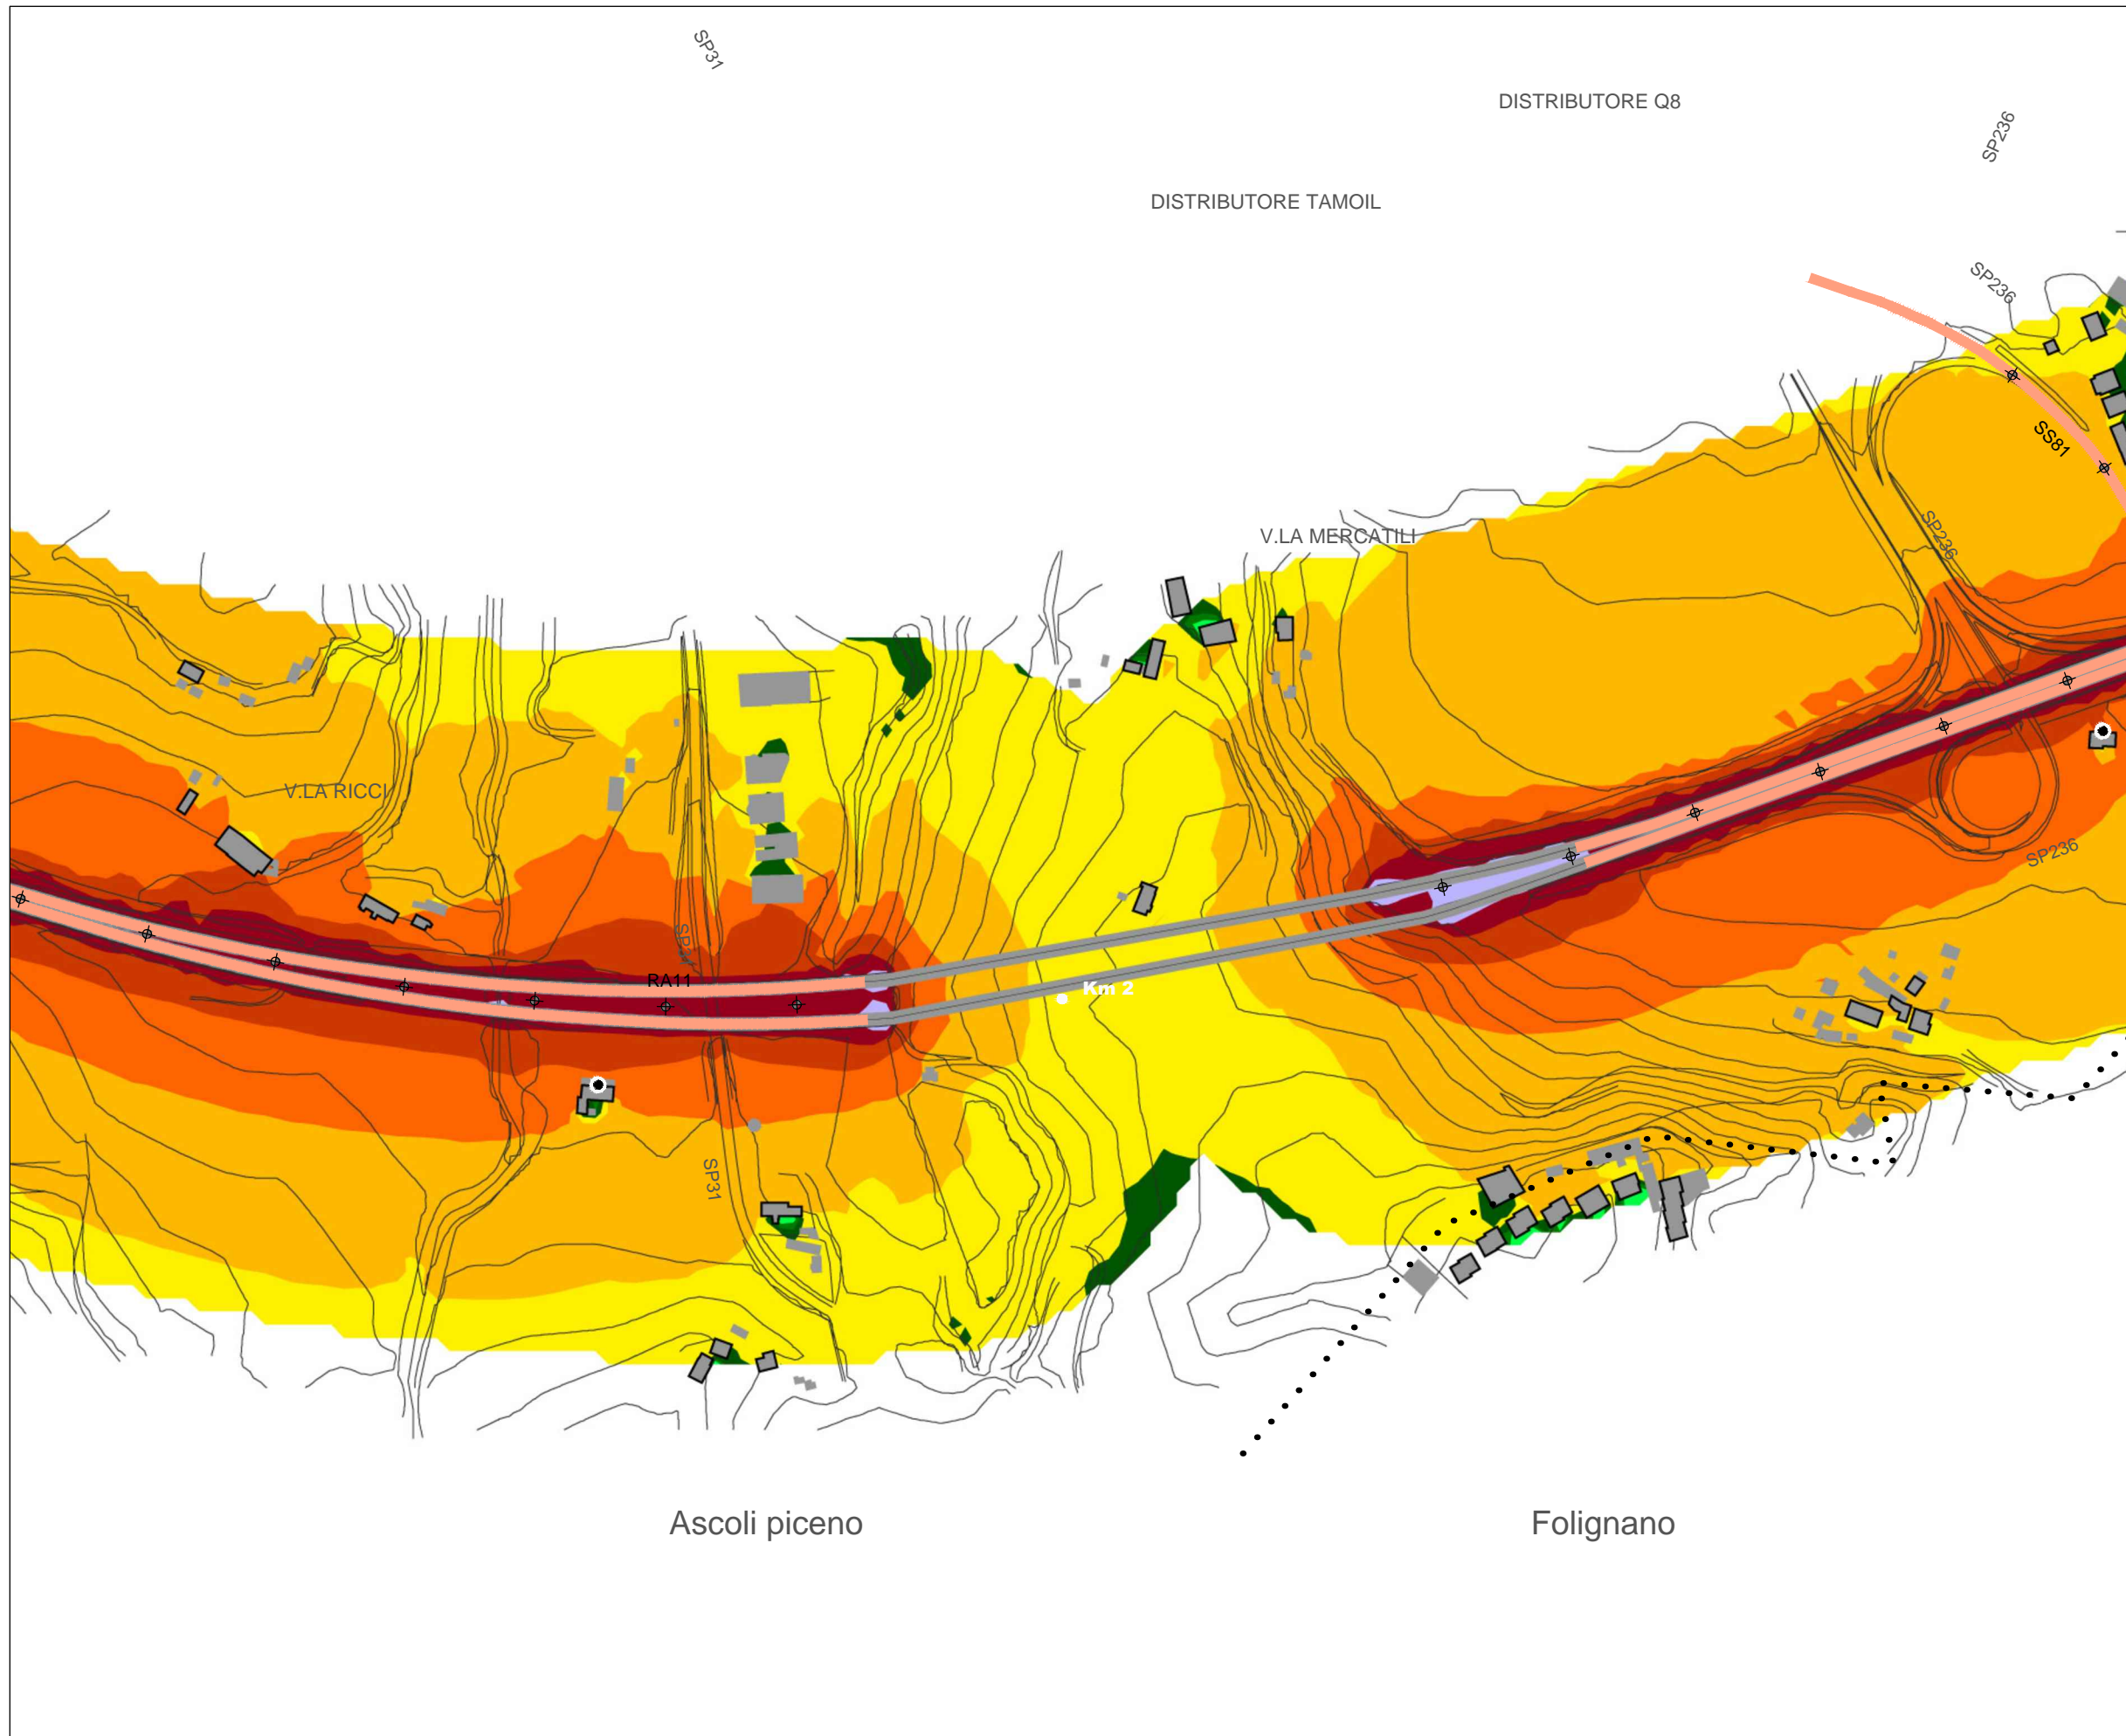 SP31
DISTRIBUTORE Q8
SP236
DISTRIBUTORE TAMOIL
SP236
SS81
SP236
V.LA MERCATILI
V.LA RICCI
SP236
SP31
RA11
Km 2
SP31
Ascoli piceno
Folignano